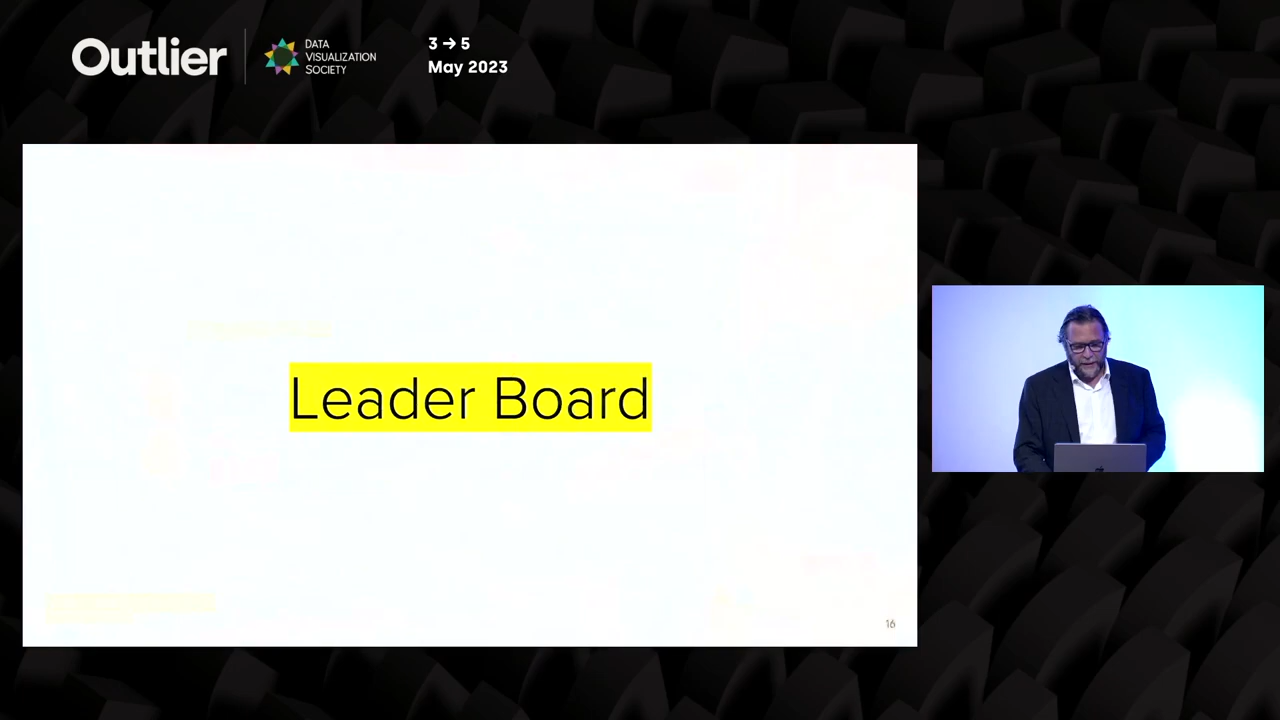 Outlier
DATA
VISUALIZATION
SOCIETY
3 → 5
May 2023
Leader Board
16